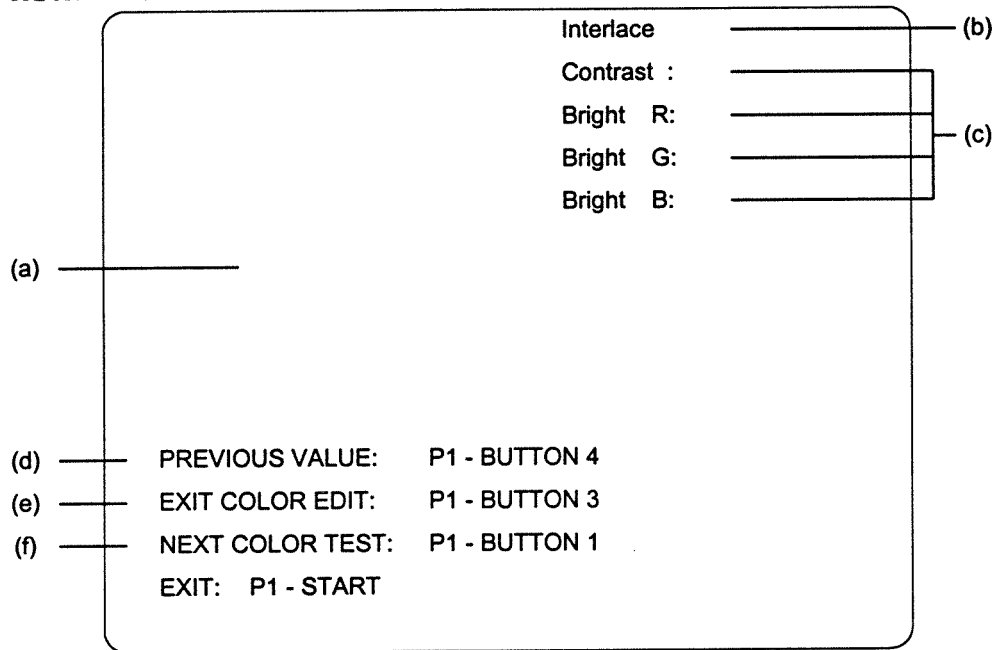 Interlace (b)
Contrast :
Bright R:
(c)
Bright G:
Bright B:
(a)
(d) PREVIOUS VALUE: P1 - BUTTON 4
(e) EXIT COLOR EDIT: P1 - BUTTON 3
(f) NEXT COLOR TEST: P1 - BUTTON 1
EXIT: P1 - START